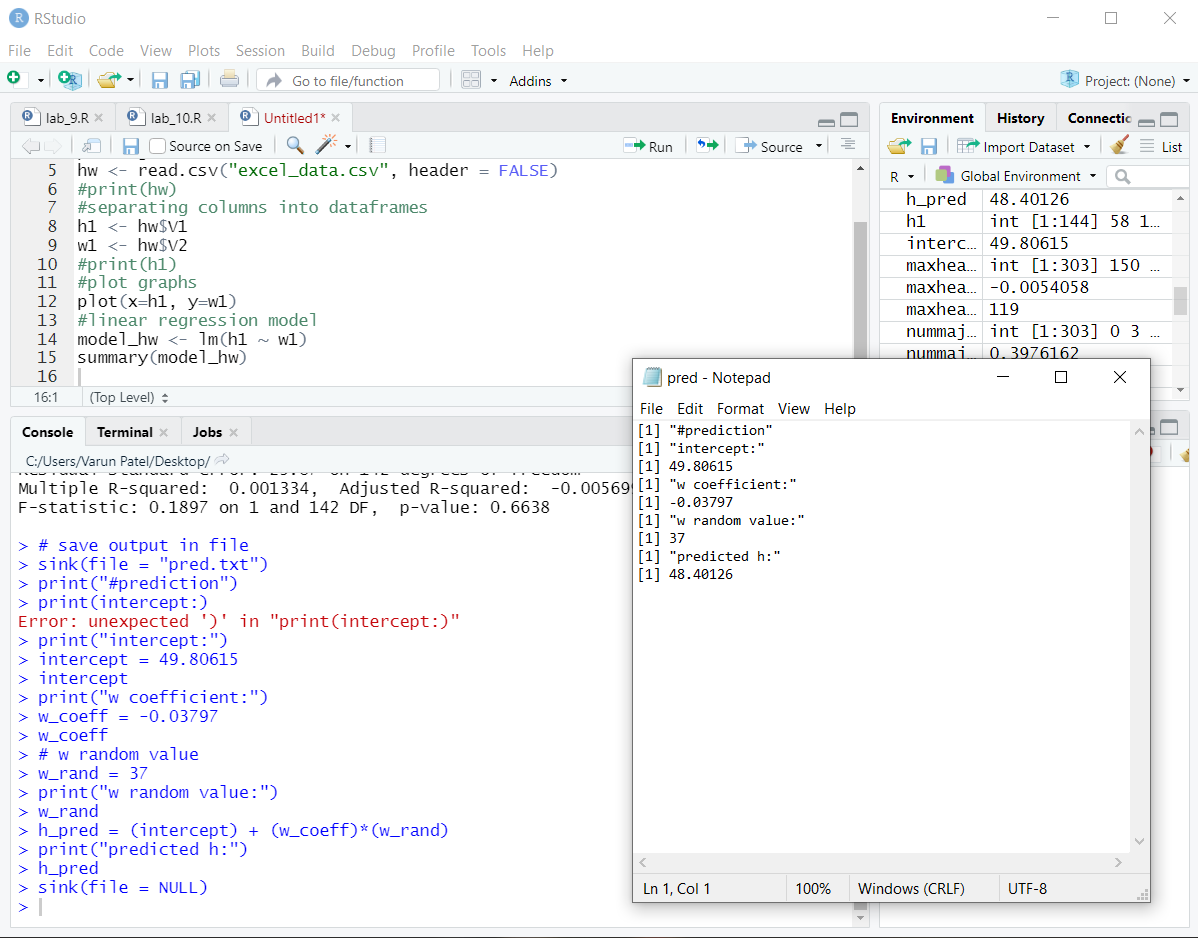 RStudio
File Edit Code View Plots Session Build Debug Profile Tools Help
Go to file/function Addins Project: (None)
lab_9.R lab_10.R Untitled1*
Source on Save Run Source
5 hw <- read.csv("excel_data.csv", header = FALSE)
6 #print(hw)
7 #separating columns into dataframes
8 h1 <- hw$V1
9 w1 <- hw$V2
10 #print(h1)
11 #plot graphs
12 plot(x=h1, y=w1)
13 #linear regression model
14 model_hw <- lm(h1 ~ w1)
15 summary(model_hw)
16
16:1 (Top Level)
Environment History Connectic
Import Dataset List
R Global Environment
h_pred 48.40126
h1 int [1:144] 58 1…
interc… 49.80615
maxhea… int [1:303] 150 …
maxhea… -0.0054058
maxhea… 119
nummaj… int [1:303] 0 3 …
nummaj… 0.3976162
Console Terminal Jobs
C:/Users/Varun Patel/Desktop/
Multiple R-squared: 0.001334, Adjusted R-squared: -0.00569
F-statistic: 0.1897 on 1 and 142 DF, p-value: 0.6638
> # save output in file
> sink(file = "pred.txt")
> print("#prediction")
> print(intercept:)
Error: unexpected ')' in "print(intercept:)"
> print("intercept:")
> intercept = 49.80615
> intercept
> print("w coefficient:")
> w_coeff = -0.03797
> w_coeff
> # w random value
> w_rand = 37
> print("w random value:")
> w_rand
> h_pred = (intercept) + (w_coeff)*(w_rand)
> print("predicted h:")
> h_pred
> sink(file = NULL)
>
pred - Notepad
File Edit Format View Help
[1] "#prediction"
[1] "intercept:"
[1] 49.80615
[1] "w coefficient:"
[1] -0.03797
[1] "w random value:"
[1] 37
[1] "predicted h:"
[1] 48.40126
Ln 1, Col 1 100% Windows (CRLF) UTF-8